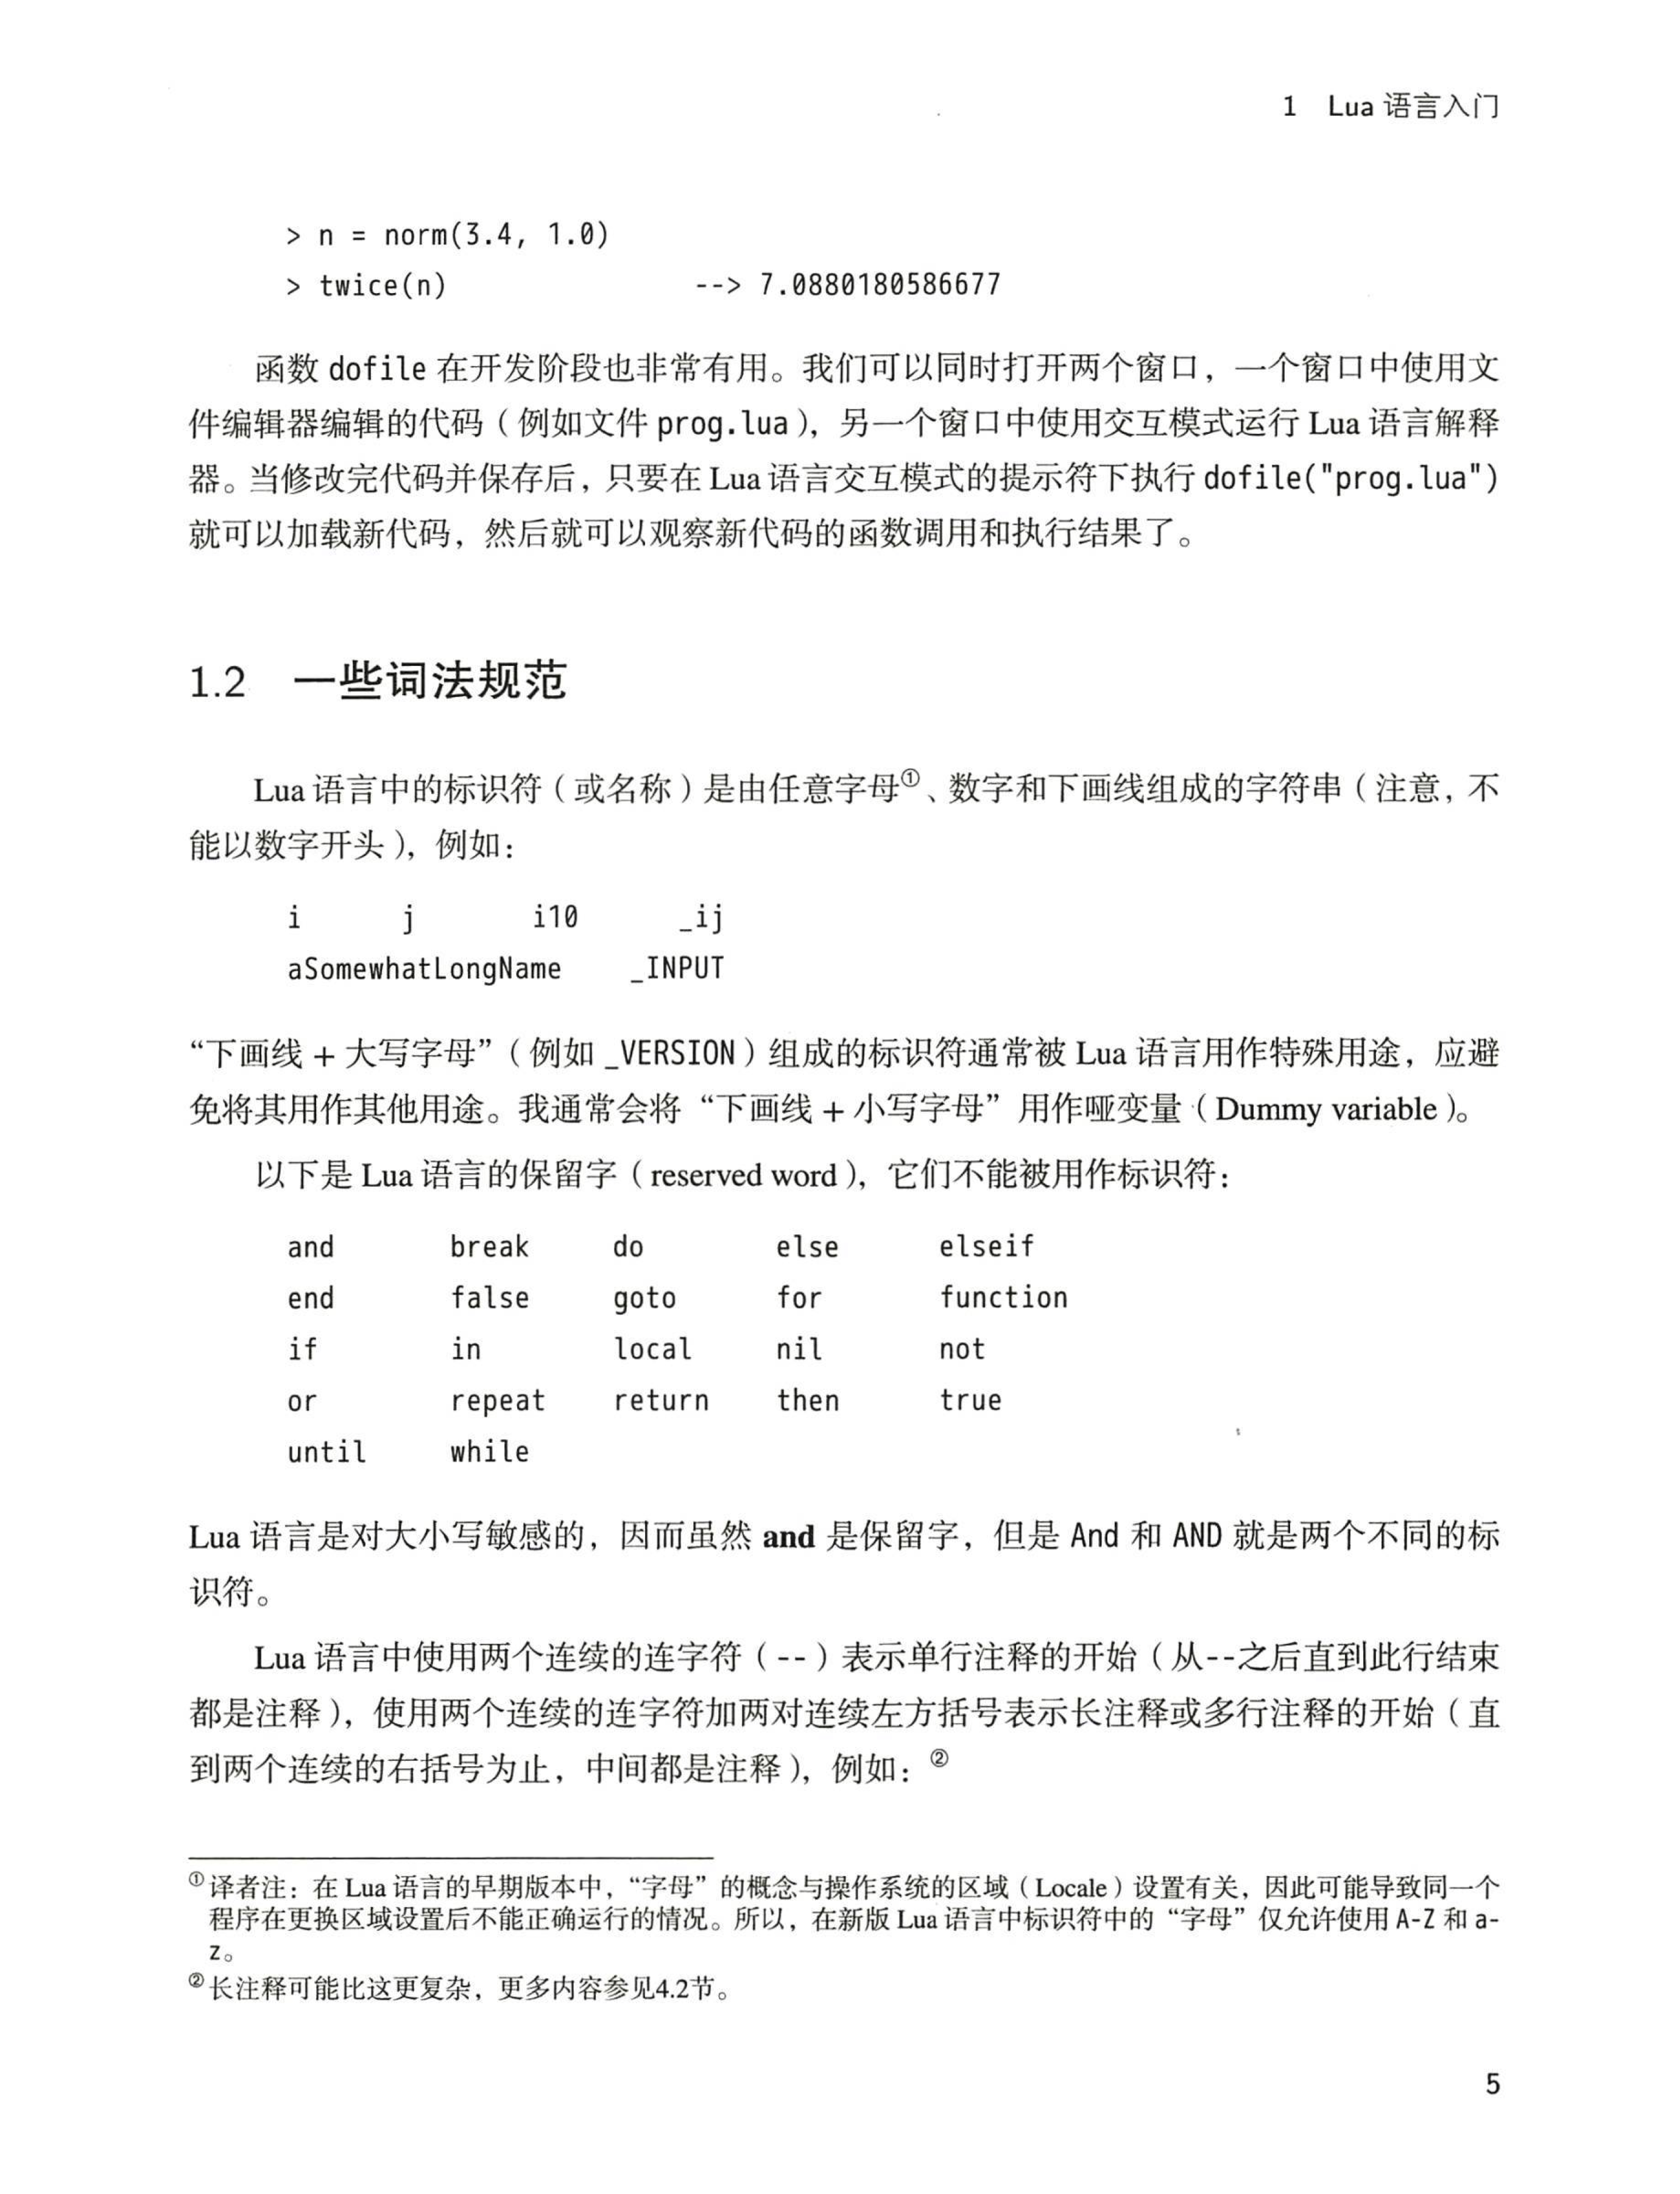 1 Lua 语言入门
> n = norm(3.4, 1.0)
> twice(n) --> 7.0880180586677
函数 dofile 在开发阶段也非常有用。我们可以同时打开两个窗口，一个窗口中使用文
件编辑器编辑的代码（例如文件 prog.lua），另一个窗口中使用交互模式运行 Lua 语言解释
器。当修改完代码并保存后，只要在 Lua 语言交互模式的提示符下执行 dofile("prog.lua")
就可以加载新代码，然后就可以观察新代码的函数调用和执行结果了。
1.2 一些词法规范
Lua 语言中的标识符（或名称）是由任意字母①、数字和下画线组成的字符串（注意，不
能以数字开头），例如：
i j i10 _ij
aSomewhatLongName _INPUT
“下画线 + 大写字母”（例如 _VERSION）组成的标识符通常被 Lua 语言用作特殊用途，应避
免将其用作其他用途。我通常会将“下画线 + 小写字母”用作哑变量（Dummy variable）。
以下是 Lua 语言的保留字（reserved word），它们不能被用作标识符：
and break do else elseif
end false goto for function
if in local nil not
or repeat return then true
until while
Lua 语言是对大小写敏感的，因而虽然 and 是保留字，但是 And 和 AND 就是两个不同的标
识符。
Lua 语言中使用两个连续的连字符（--）表示单行注释的开始（从--之后直到此行结束
都是注释），使用两个连续的连字符加两对连续左方括号表示长注释或多行注释的开始（直
到两个连续的右括号为止，中间都是注释），例如：②
①译者注：在 Lua 语言的早期版本中，“字母”的概念与操作系统的区域（Locale）设置有关，因此可能导致同一个
程序在更换区域设置后不能正确运行的情况。所以，在新版 Lua 语言中标识符中的“字母”仅允许使用 A-Z 和 a-
z。
②长注释可能比这更复杂，更多内容参见4.2节。
5